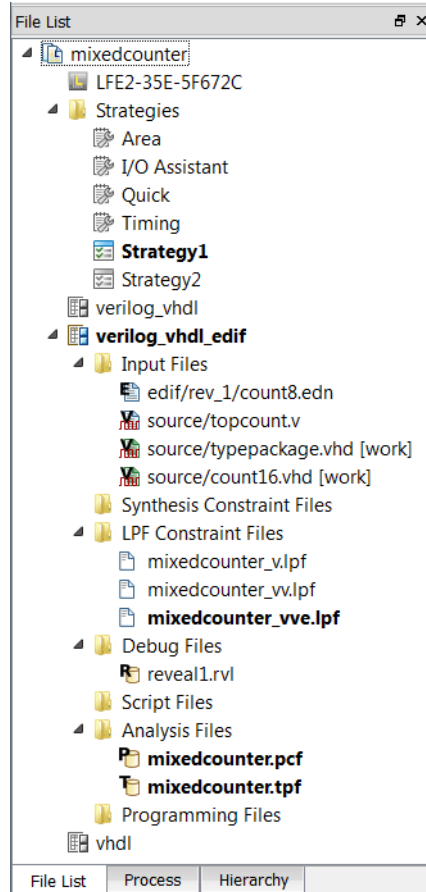 File List
mixedcounter
LFE2-35E-5F672C
Strategies
Area
I/O Assistant
Quick
Timing
Strategy1
Strategy2
verilog_vhdl
verilog_vhdl_edif
Input Files
edif/rev_1/count8.edn
source/topcount.v
source/typepackage.vhd [work]
source/count16.vhd [work]
Synthesis Constraint Files
LPF Constraint Files
mixedcounter_v.lpf
mixedcounter_vv.lpf
mixedcounter_vve.lpf
Debug Files
reveal1.rvl
Script Files
Analysis Files
mixedcounter.pcf
mixedcounter.tpf
Programming Files
vhdl
File List Process Hierarchy